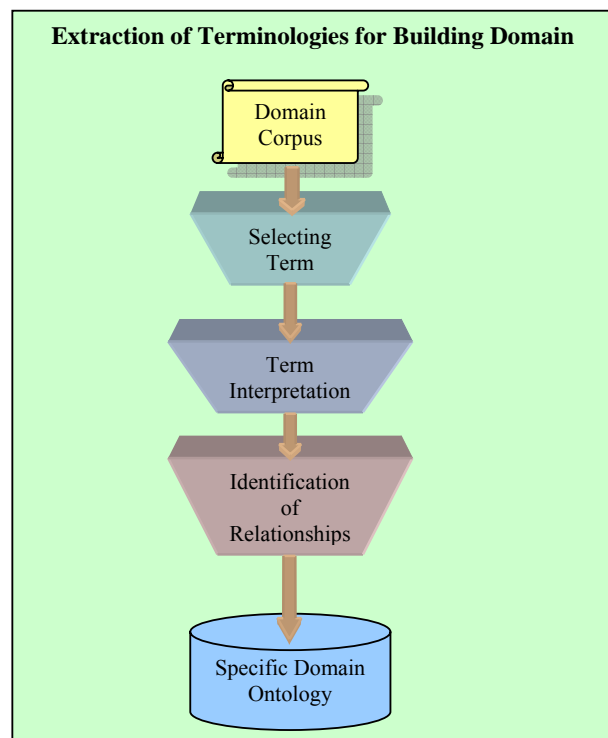 Extraction of Terminologies for Building Domain
Domain
Corpus
Selecting
Term
Term
Interpretation
Identification
of
Relationships
Specific Domain
Ontology